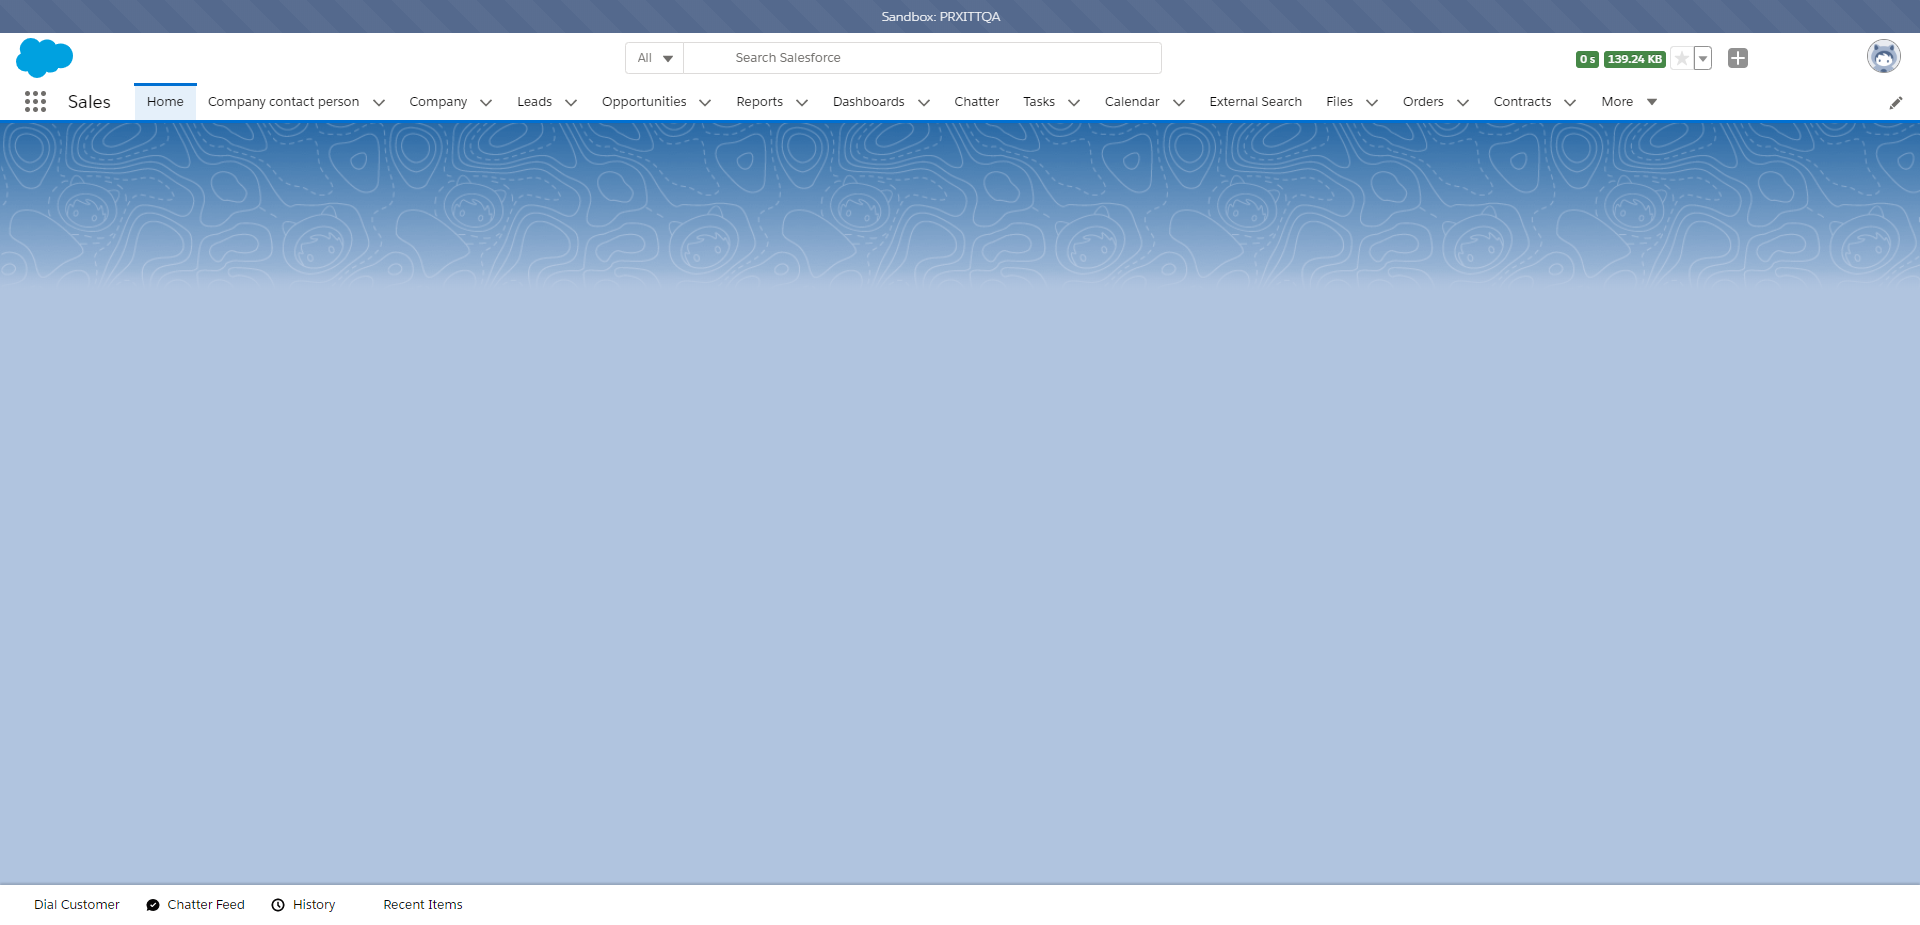 Sandbox: PRXITTQA
All Search Salesforce 0 s 139.24 KB
Sales Home Company contact person Company Leads Opportunities Reports Dashboards Chatter Tasks Calendar External Search Files Orders Contracts More
Dial Customer Chatter Feed History Recent Items